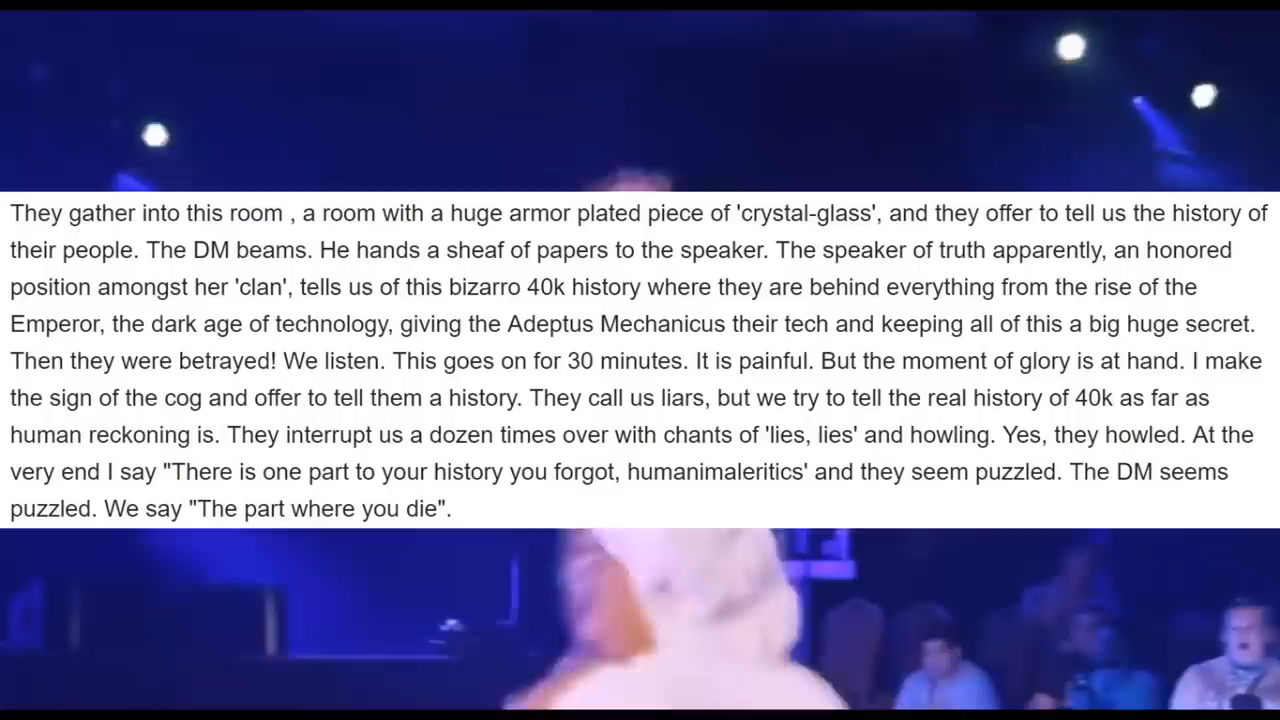 They gather into this room , a room with a huge armor plated piece of 'crystal-glass', and they offer to tell us the history of
their people. The DM beams. He hands a sheaf of papers to the speaker. The speaker of truth apparently, an honored
position amongst her 'clan', tells us of this bizarro 40k history where they are behind everything from the rise of the
Emperor, the dark age of technology, giving the Adeptus Mechanicus their tech and keeping all of this a big huge secret.
Then they were betrayed! We listen. This goes on for 30 minutes. It is painful. But the moment of glory is at hand. I make
the sign of the cog and offer to tell them a history. They call us liars, but we try to tell the real history of 40k as far as
human reckoning is. They interrupt us a dozen times over with chants of 'lies, lies' and howling. Yes, they howled. At the
very end I say "There is one part to your history you forgot, humanimaleritics' and they seem puzzled. The DM seems
puzzled. We say "The part where you die".